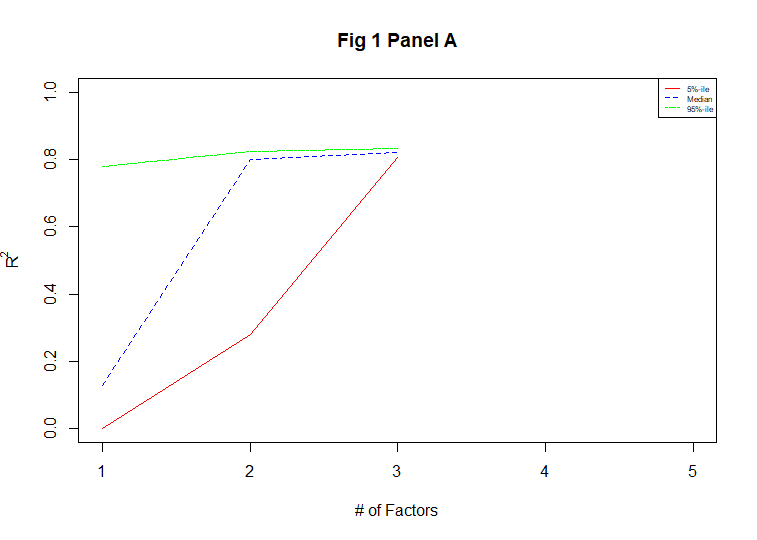 Fig 1 Panel A
5%-ile
Median
95%-ile
1.0
0.8
0.6
0.4
0.2
0.0
R²
1 2 3 4 5
# of Factors